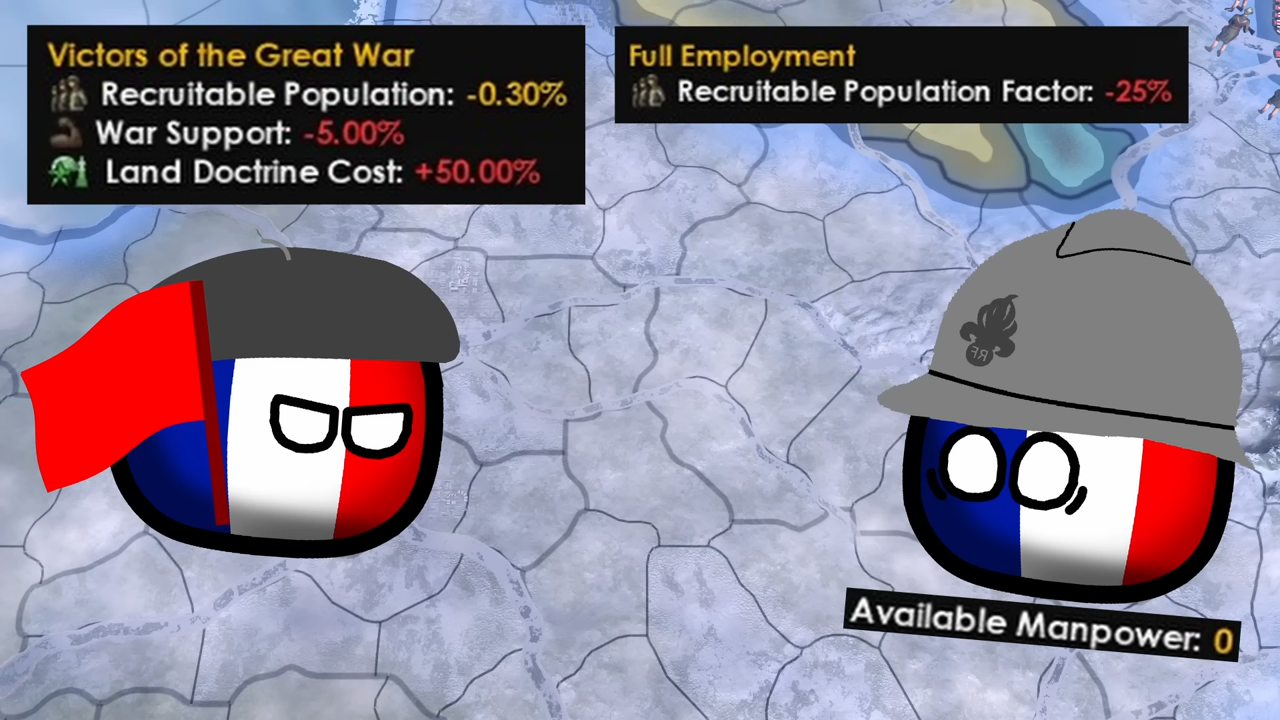 Victors of the Great War
Recruitable Population: -0.30%
War Support: -5.00%
Land Doctrine Cost: +50.00%
Full Employment
Recruitable Population Factor: -25%
RF
Available Manpower: 0